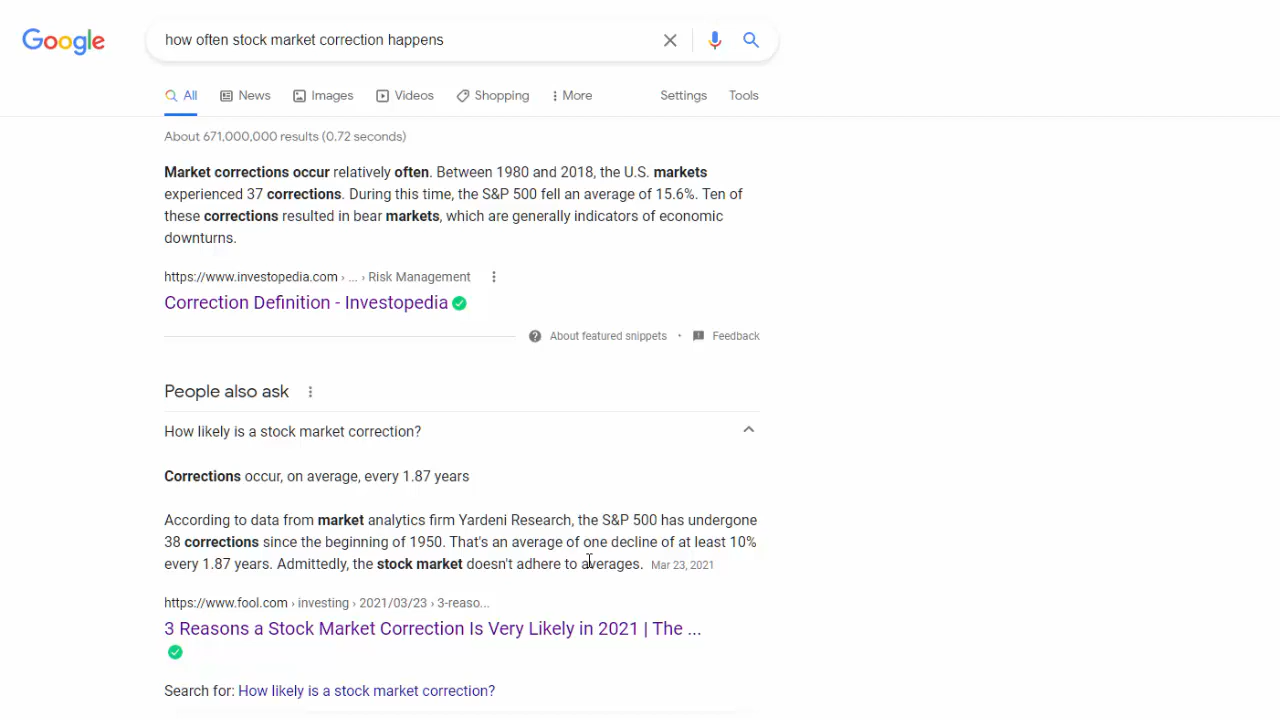 Google
how often stock market correction happens
All
News
Images
Videos
Shopping
More
Settings
Tools
About 671,000,000 results (0.72 seconds)
Market corrections occur relatively often. Between 1980 and 2018, the U.S. markets
experienced 37 corrections. During this time, the S&P 500 fell an average of 15.6%. Ten of
these corrections resulted in bear markets, which are generally indicators of economic
downturns.
https://www.investopedia.com › ... › Risk Management
Correction Definition - Investopedia
About featured snippets • Feedback
People also ask
How likely is a stock market correction?
Corrections occur, on average, every 1.87 years
According to data from market analytics firm Yardeni Research, the S&P 500 has undergone
38 corrections since the beginning of 1950. That's an average of one decline of at least 10%
every 1.87 years. Admittedly, the stock market doesn't adhere to averages. Mar 23, 2021
https://www.fool.com › investing › 2021/03/23 › 3-reaso...
3 Reasons a Stock Market Correction Is Very Likely in 2021 | The ...
Search for: How likely is a stock market correction?